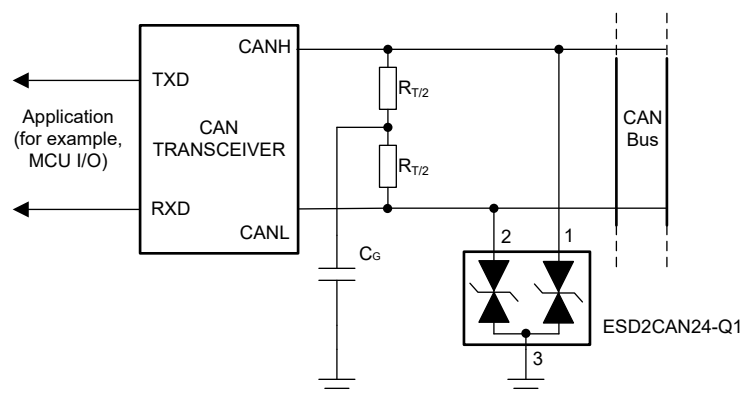 CANH
TXD
R_T/2
Application
(for example,
MCU I/O)
CAN
TRANSCEIVER
CAN
Bus
R_T/2
RXD
CANL
2
1
C_G
ESD2CAN24-Q1
3